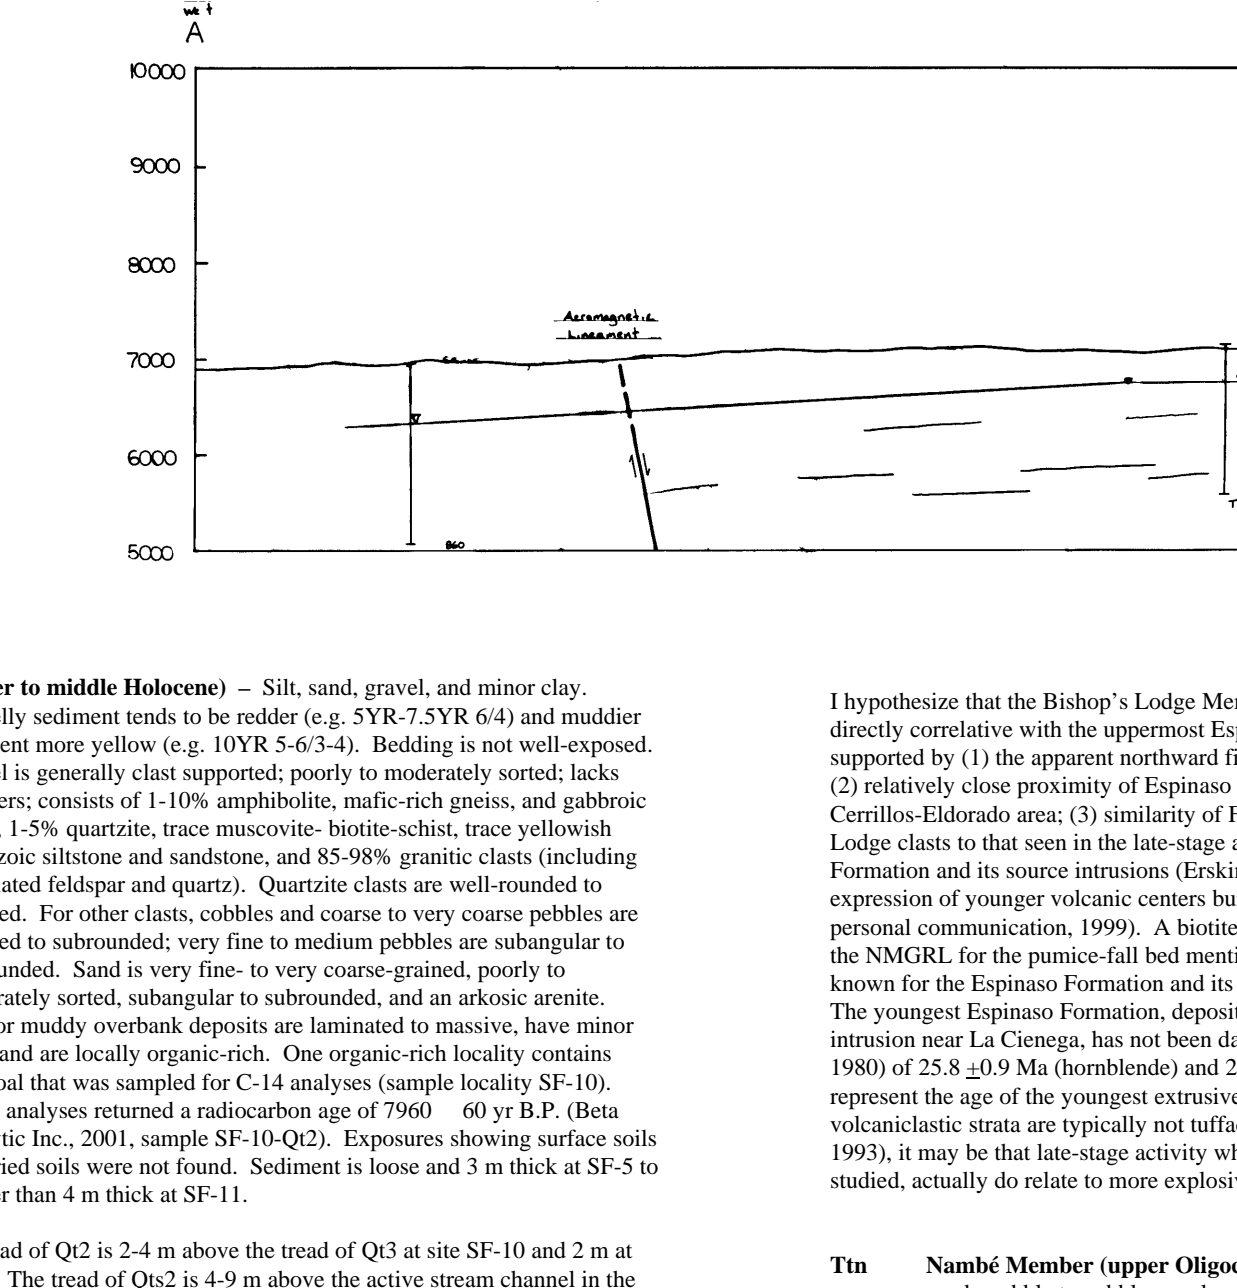 west
A
10000
9000
8000
7000
6000
5000
Aeromagnetic
Lineament
860
T
er to middle Holocene) – Silt, sand, gravel, and minor clay.
elly sediment tends to be redder (e.g. 5YR-7.5YR 6/4) and muddier
ent more yellow (e.g. 10YR 5-6/3-4). Bedding is not well-exposed.
el is generally clast supported; poorly to moderately sorted; lacks
ers; consists of 1-10% amphibolite, mafic-rich gneiss, and gabbroic
, 1-5% quartzite, trace muscovite- biotite-schist, trace yellowish
zoic siltstone and sandstone, and 85-98% granitic clasts (including
lated feldspar and quartz). Quartzite clasts are well-rounded to
ed. For other clasts, cobbles and coarse to very coarse pebbles are
ed to subrounded; very fine to medium pebbles are subangular to
unded. Sand is very fine- to very coarse-grained, poorly to
rately sorted, subangular to subrounded, and an arkosic arenite.
or muddy overbank deposits are laminated to massive, have minor
and are locally organic-rich. One organic-rich locality contains
oal that was sampled for C-14 analyses (sample locality SF-10).
analyses returned a radiocarbon age of 7960 60 yr B.P. (Beta
ytic Inc., 2001, sample SF-10-Qt2). Exposures showing surface soils
ried soils were not found. Sediment is loose and 3 m thick at SF-5 to
er than 4 m thick at SF-11.
ad of Qt2 is 2-4 m above the tread of Qt3 at site SF-10 and 2 m at
The tread of Qts2 is 4-9 m above the active stream channel in the
I hypothesize that the Bishop's Lodge Mem
directly correlative with the uppermost Esp
supported by (1) the apparent northward fi
(2) relatively close proximity of Espinaso
Cerrillos-Eldorado area; (3) similarity of F
Lodge clasts to that seen in the late-stage a
Formation and its source intrusions (Erskin
expression of younger volcanic centers bur
personal communication, 1999). A biotite
the NMGRL for the pumice-fall bed menti
known for the Espinaso Formation and its
The youngest Espinaso Formation, deposit
intrusion near La Cienega, has not been da
1980) of 25.8 +0.9 Ma (hornblende) and 2
represent the age of the youngest extrusive
volcaniclastic strata are typically not tuffac
1993), it may be that late-stage activity wh
studied, actually do relate to more explosiv
Ttn Nambé Member (upper Oligoc